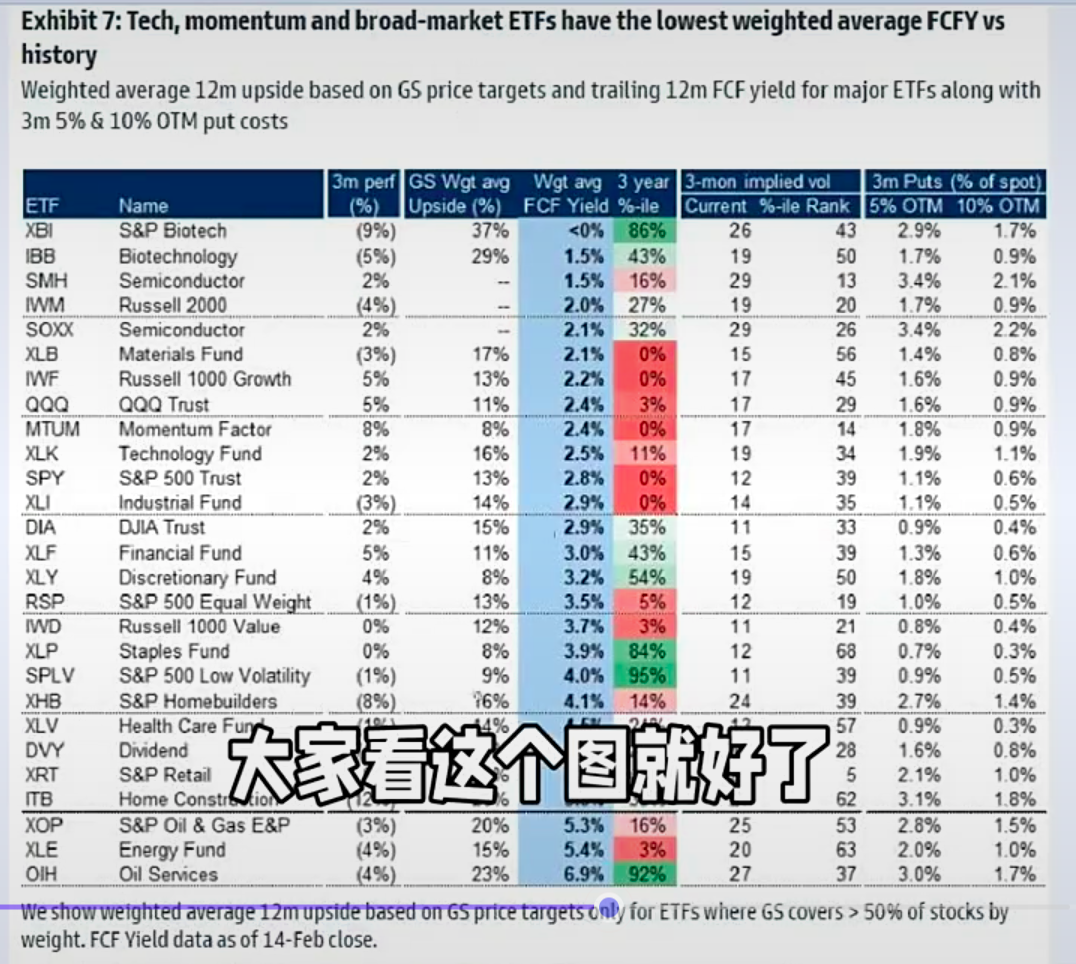 Exhibit 7: Tech, momentum and broad-market ETFs have the lowest weighted average FCFY vs
history
Weighted average 12m upside based on GS price targets and trailing 12m FCF yield for major ETFs along with
3m 5% & 10% OTM put costs
3m perf GS Wgt avg Wgt avg 3 year 3-mon implied vol 3m Puts (% of spot)
ETF Name (%) Upside (%) FCF Yield %-ile Current %-ile Rank 5% OTM 10% OTM
XBI S&P Biotech (9%) 37% <0% 86% 26 43 2.9% 1.7%
IBB Biotechnology (5%) 29% 1.5% 43% 19 50 1.7% 0.9%
SMH Semiconductor 2% -- 1.5% 16% 29 13 3.4% 2.1%
IWM Russell 2000 (4%) -- 2.0% 27% 19 20 1.7% 0.9%
SOXX Semiconductor 2% -- 2.1% 32% 29 26 3.4% 2.2%
XLB Materials Fund (3%) 17% 2.1% 0% 15 56 1.4% 0.8%
IWF Russell 1000 Growth 5% 13% 2.2% 0% 17 45 1.6% 0.9%
QQQ QQQ Trust 5% 11% 2.4% 3% 17 29 1.6% 0.9%
MTUM Momentum Factor 8% 8% 2.4% 0% 17 14 1.8% 0.9%
XLK Technology Fund 2% 16% 2.5% 11% 19 34 1.9% 1.1%
SPY S&P 500 Trust 2% 13% 2.8% 0% 12 39 1.1% 0.6%
XLI Industrial Fund (3%) 14% 2.9% 0% 14 35 1.1% 0.5%
DIA DJIA Trust 2% 15% 2.9% 35% 11 33 0.9% 0.4%
XLF Financial Fund 5% 11% 3.0% 43% 15 39 1.3% 0.6%
XLY Discretionary Fund 4% 8% 3.2% 54% 19 50 1.8% 1.0%
RSP S&P 500 Equal Weight (1%) 13% 3.5% 5% 12 19 1.0% 0.5%
IWD Russell 1000 Value 0% 12% 3.7% 3% 11 21 0.8% 0.4%
XLP Staples Fund 0% 8% 3.9% 84% 12 68 0.7% 0.3%
SPLV S&P 500 Low Volatility (1%) 9% 4.0% 95% 11 39 0.9% 0.5%
XHB S&P Homebuilders (8%) 16% 4.1% 14% 24 39 2.7% 1.4%
XLV Health Care Fund 57 0.9% 0.3%
DVY Dividend 28 1.6% 0.8%
大家看这个图就好了
XRT S&P Retail 5 2.1% 1.0%
ITB Home Construction 62 3.1% 1.8%
XOP S&P Oil & Gas E&P (3%) 20% 5.3% 16% 25 53 2.8% 1.5%
XLE Energy Fund (4%) 15% 5.4% 3% 20 63 2.0% 1.0%
OIH Oil Services (4%) 23% 6.9% 92% 27 37 3.0% 1.7%
We show weighted average 12m upside based on GS price targets only for ETFs where GS covers > 50% of stocks by
weight. FCF Yield data as of 14-Feb close.